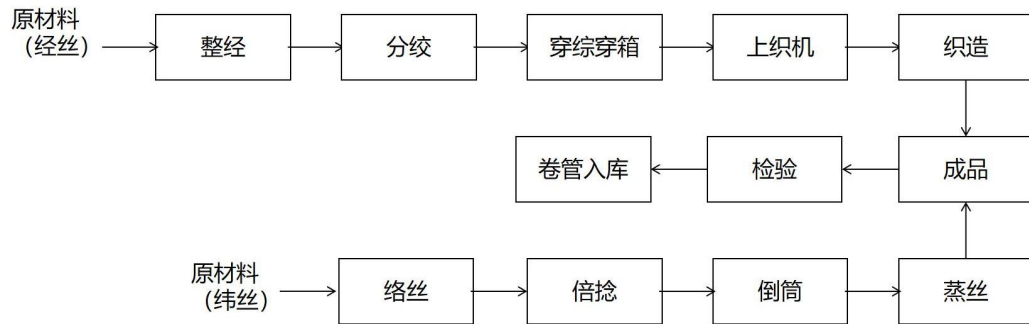 原材料
（经丝）
整经
分绞
穿综穿箱
上织机
织造
卷管入库
检验
成品
原材料
（纬丝）
络丝
倍捻
倒筒
蒸丝